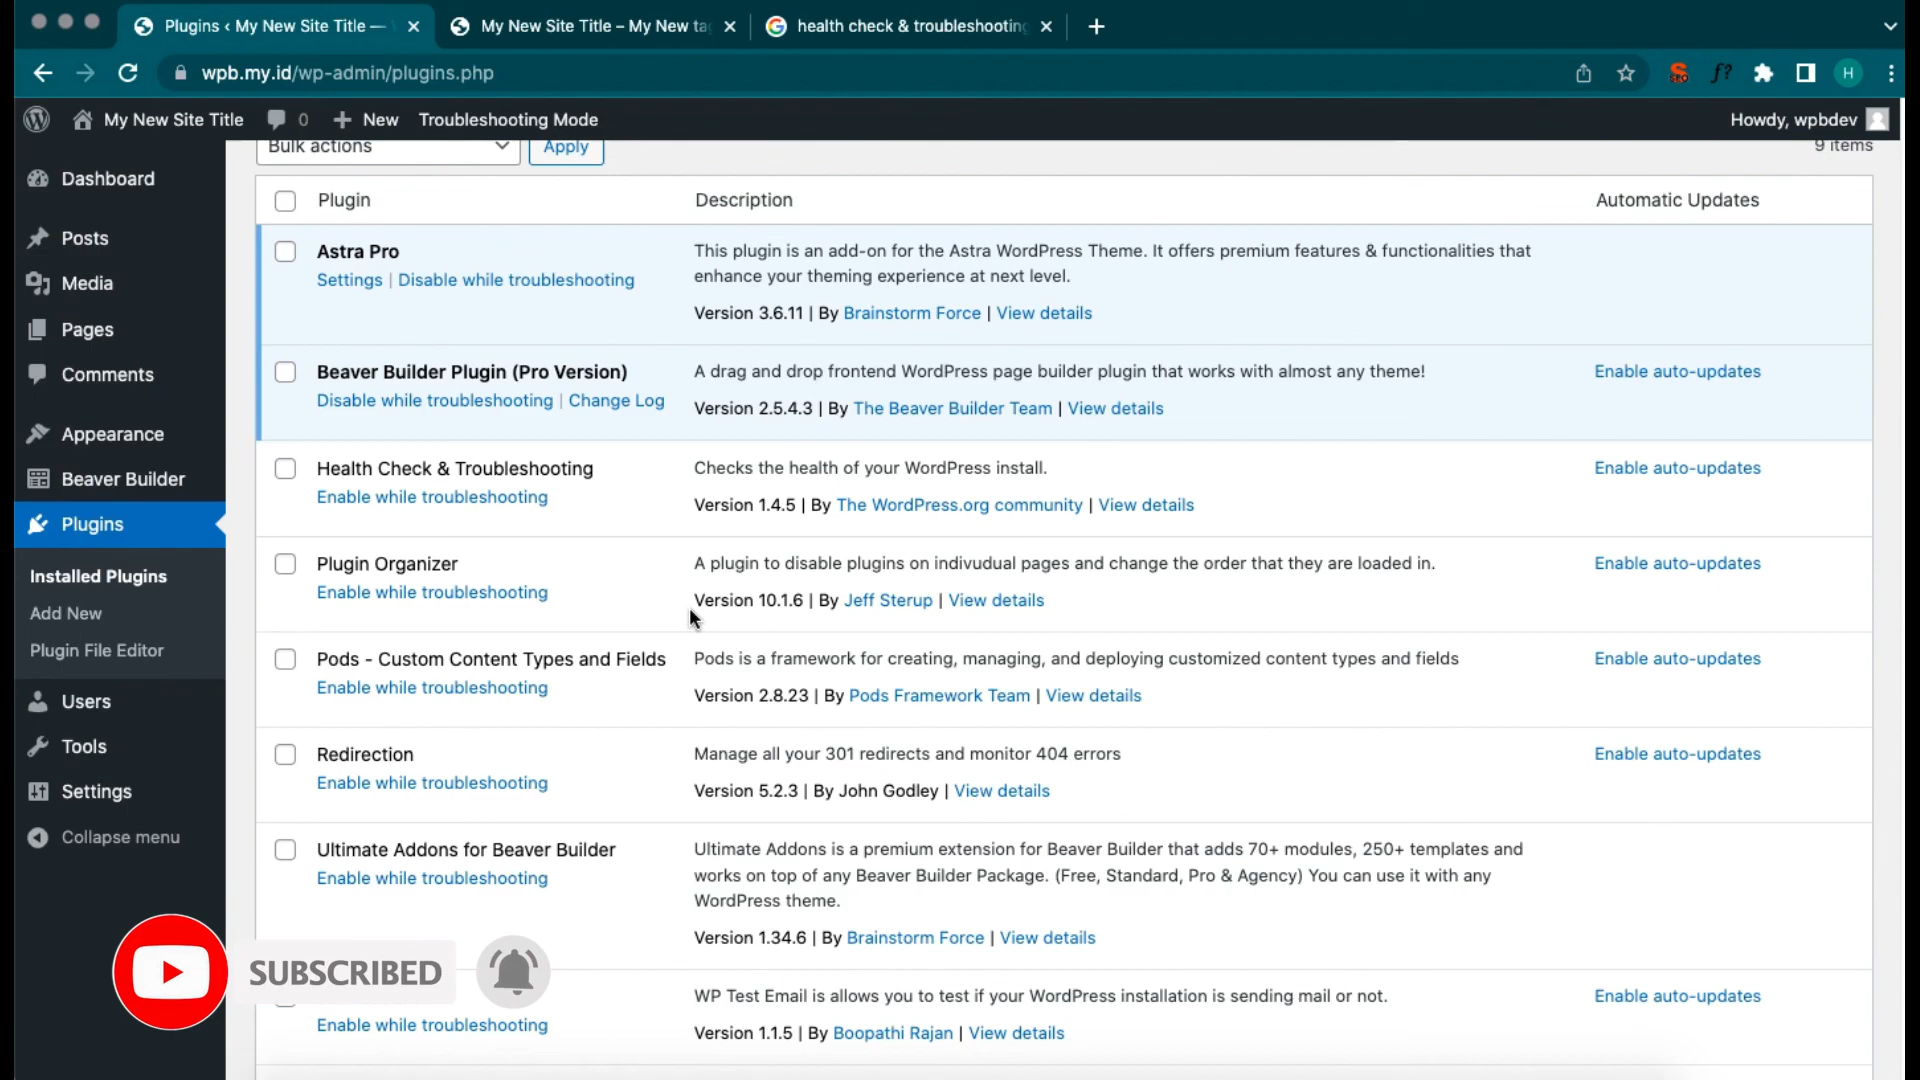 Plugins ‹ My New Site Title —
My New Site Title – My New ta
health check & troubleshooting
wpb.my.id/wp-admin/plugins.php
H
My New Site Title
0
New
Troubleshooting Mode
Howdy, wpbdev
Bulk actions
Apply
9 items
Dashboard
Posts
Media
Pages
Comments
Appearance
Beaver Builder
Plugins
Installed Plugins
Add New
Plugin File Editor
Users
Tools
Settings
Collapse menu
Plugin
Description
Automatic Updates
Astra Pro
Settings | Disable while troubleshooting
This plugin is an add-on for the Astra WordPress Theme. It offers premium features & functionalities that
enhance your theming experience at next level.
Version 3.6.11 | By Brainstorm Force | View details
Beaver Builder Plugin (Pro Version)
Disable while troubleshooting | Change Log
A drag and drop frontend WordPress page builder plugin that works with almost any theme!
Version 2.5.4.3 | By The Beaver Builder Team | View details
Enable auto-updates
Health Check & Troubleshooting
Enable while troubleshooting
Checks the health of your WordPress install.
Version 1.4.5 | By The WordPress.org community | View details
Enable auto-updates
Plugin Organizer
Enable while troubleshooting
A plugin to disable plugins on indivudual pages and change the order that they are loaded in.
Version 10.1.6 | By Jeff Sterup | View details
Enable auto-updates
Pods - Custom Content Types and Fields
Enable while troubleshooting
Pods is a framework for creating, managing, and deploying customized content types and fields
Version 2.8.23 | By Pods Framework Team | View details
Enable auto-updates
Redirection
Enable while troubleshooting
Manage all your 301 redirects and monitor 404 errors
Version 5.2.3 | By John Godley | View details
Enable auto-updates
Ultimate Addons for Beaver Builder
Enable while troubleshooting
Ultimate Addons is a premium extension for Beaver Builder that adds 70+ modules, 250+ templates and
works on top of any Beaver Builder Package. (Free, Standard, Pro & Agency) You can use it with any
WordPress theme.
Version 1.34.6 | By Brainstorm Force | View details
SUBSCRIBED
Enable while troubleshooting
WP Test Email is allows you to test if your WordPress installation is sending mail or not.
Version 1.1.5 | By Boopathi Rajan | View details
Enable auto-updates